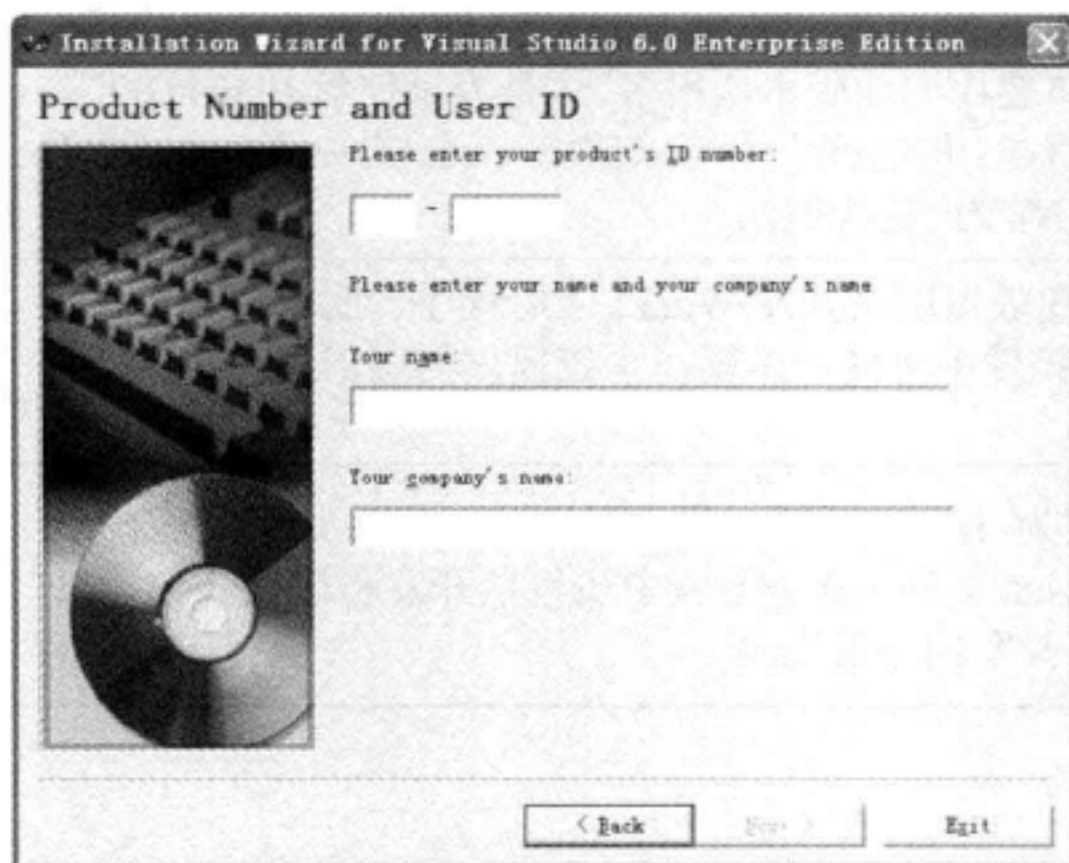 Installation Wizard for Visual Studio 6.0 Enterprise Edition
Product Number and User ID
Please enter your product's ID number:
-
Please enter your name and your company's name
Your name:
Your company's name:
< Back
Next >
Exit